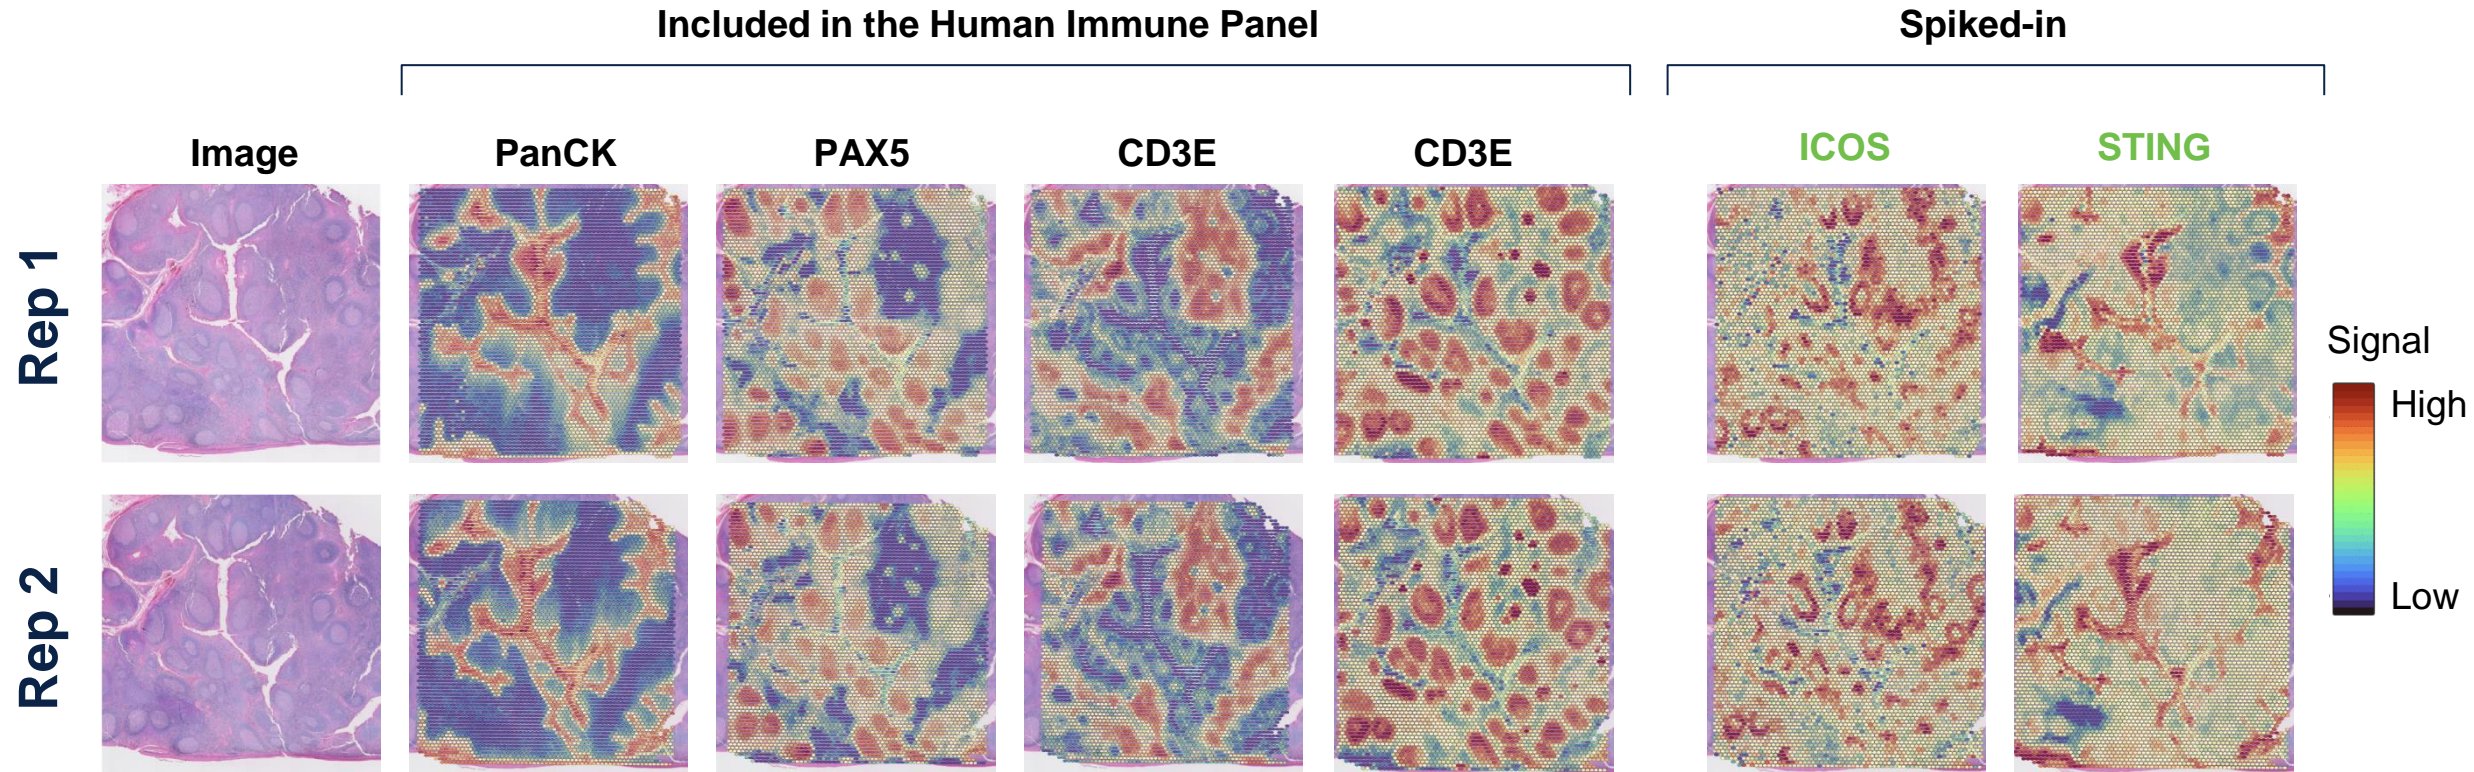 Included in the Human Immune Panel
Spiked-in
Image
PanCK
PAX5
CD3E
CD3E
ICOS
STING
Rep 1
Rep 2
Signal
High
Low